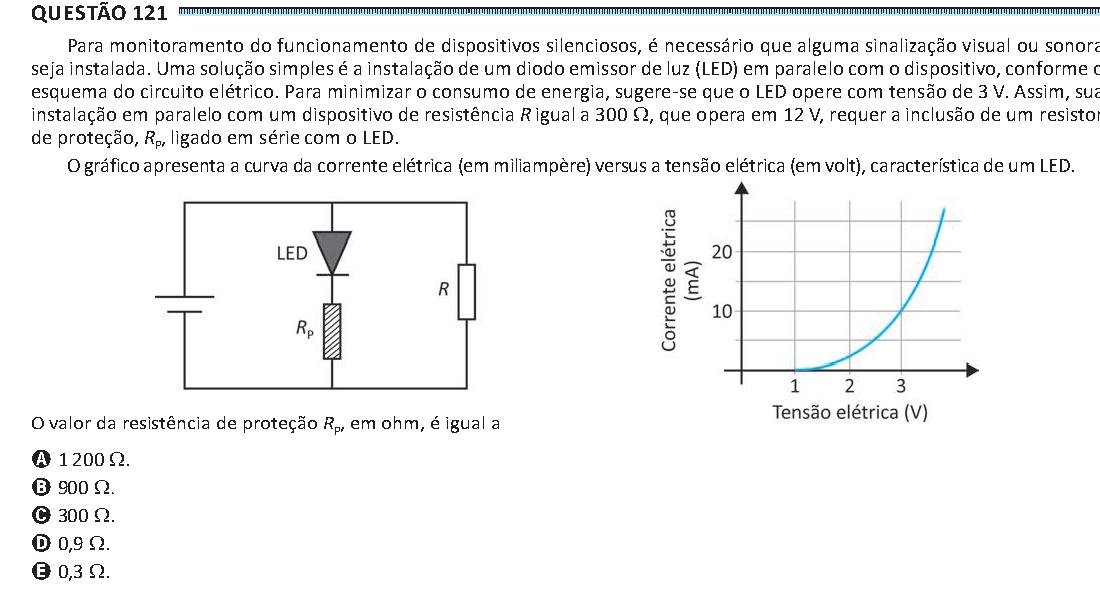 QUESTÃO 121
Para monitoramento do funcionamento de dispositivos silenciosos, é necessário que alguma sinalização visual ou sonora
seja instalada. Uma solução simples é a instalação de um diodo emissor de luz (LED) em paralelo com o dispositivo, conforme o
esquema do circuito elétrico. Para minimizar o consumo de energia, sugere-se que o LED opere com tensão de 3 V. Assim, sua
instalação em paralelo com um dispositivo de resistência R igual a 300 Ω, que opera em 12 V, requer a inclusão de um resistor
de proteção, Rₚ, ligado em série com o LED.
O gráfico apresenta a curva da corrente elétrica (em miliampère) versus a tensão elétrica (em volt), característica de um LED.
LED
R
Rₚ
Corrente elétrica
(mA)
20
10
1 2 3
Tensão elétrica (V)
O valor da resistência de proteção Rₚ, em ohm, é igual a
A 1 200 Ω.
B 900 Ω.
C 300 Ω.
D 0,9 Ω.
E 0,3 Ω.